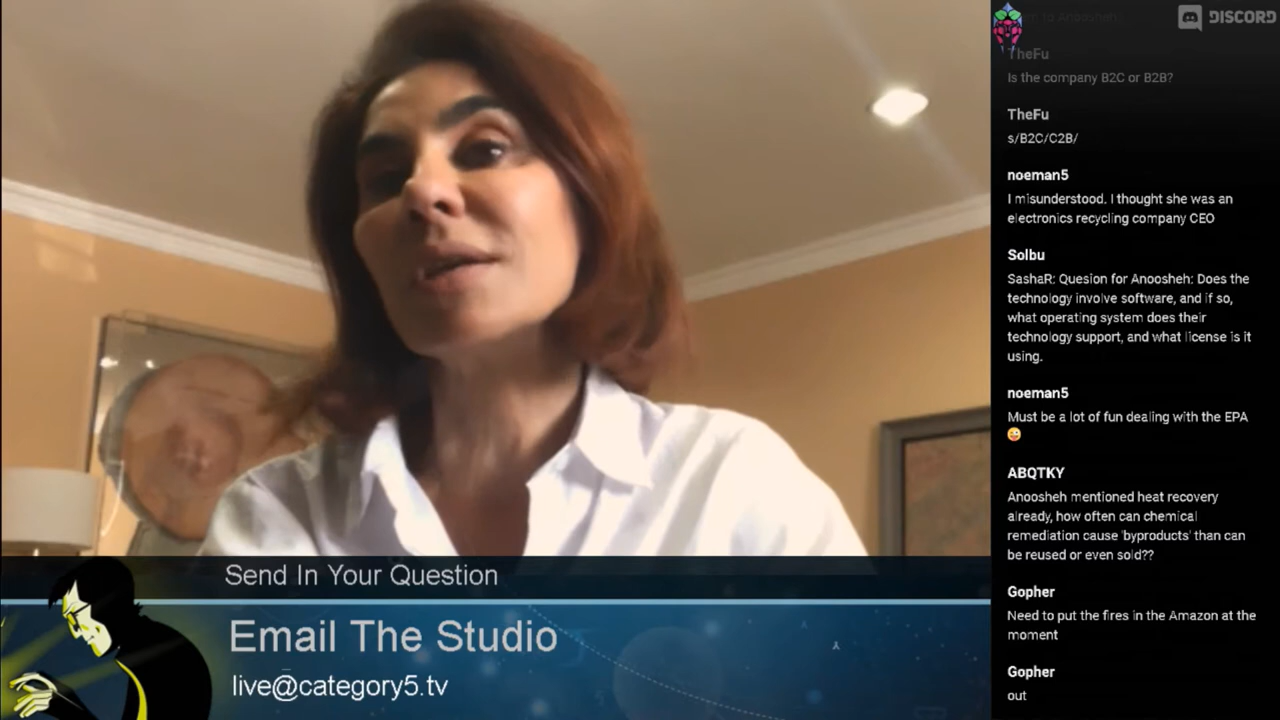 Send In Your Question
Email The Studio
live@category5.tv
DISCORD
to Anoosheh
TheFu
Is the company B2C or B2B?
TheFu
s/B2C/C2B/
noeman5
I misunderstood. I thought she was an
electronics recycling company CEO
Solbu
SashaR: Quesion for Anoosheh: Does the
technology involve software, and if so,
what operating system does their
technology support, and what license is it
using.
noeman5
Must be a lot of fun dealing with the EPA
😜
ABQTKY
Anoosheh mentioned heat recovery
already, how often can chemical
remediation cause 'byproducts' than can
be reused or even sold??
Gopher
Need to put the fires in the Amazon at the
moment
Gopher
out